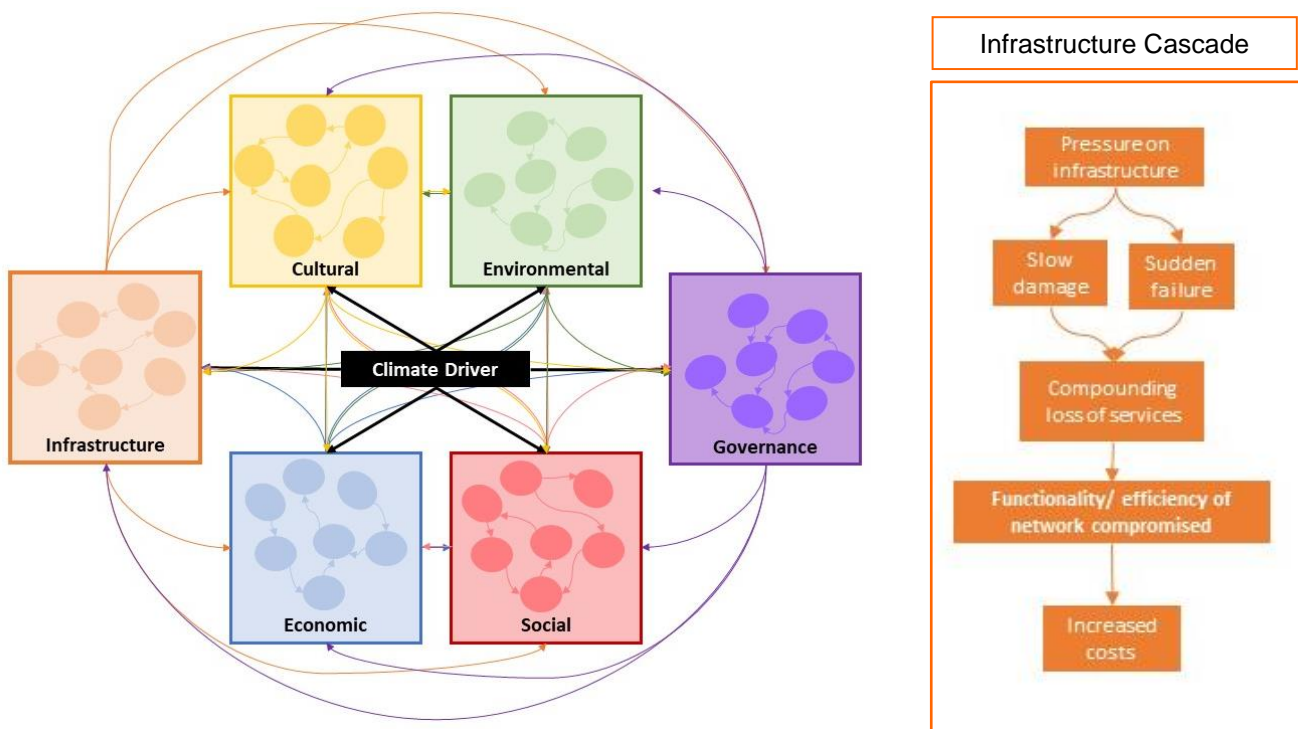 Cultural
Environmental
Infrastructure
Climate Driver
Governance
Economic
Social
Infrastructure Cascade
Pressure on
infrastructure
Slow
damage
Sudden
failure
Compounding
loss of services
Functionality/ efficiency of
network compromised
Increased
costs